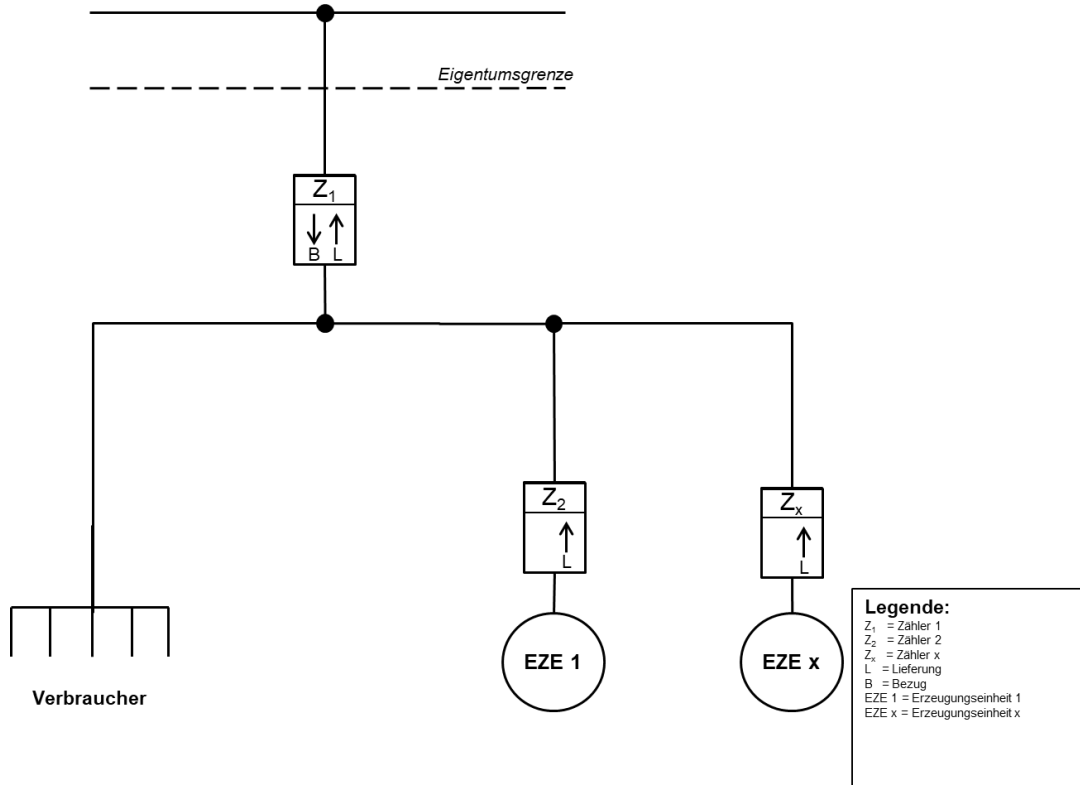 Eigentumsgrenze
Z₁
B L
Z₂
L
Zₓ
L
EZE 1
EZE x
Verbraucher
Legende:
Z₁ = Zähler 1
Z₂ = Zähler 2
Zₓ = Zähler x
L = Lieferung
B = Bezug
EZE 1 = Erzeugungseinheit 1
EZE x = Erzeugungseinheit x